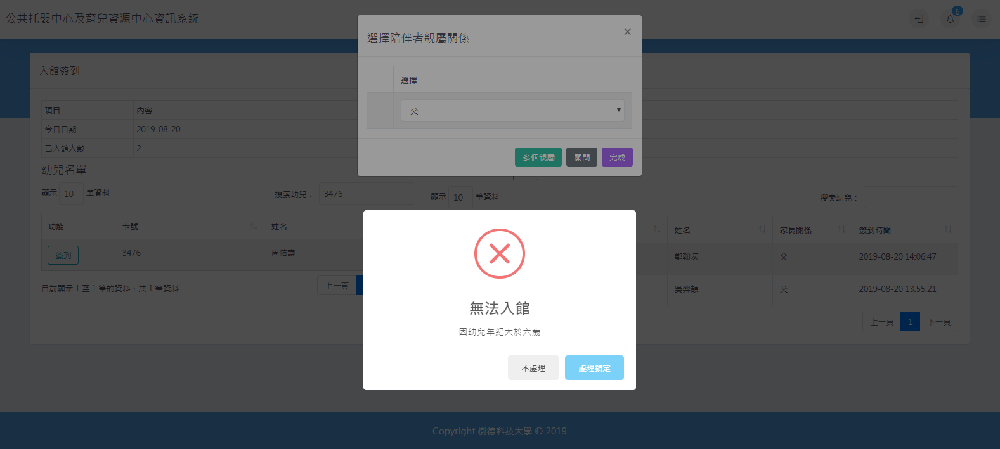 公共托嬰中心及育兒資源中心資訊系統
6
選擇陪伴者親屬關係
×
選擇
父
多個親屬
關閉
完成
入館簽到
項目 內容
今日日期 2019-08-20
已入館人數 2
幼兒名單
顯示 10 筆資料
搜索幼兒： 3476
功能 卡號 姓名
簽到 3476 周佑謙
目前顯示 1 至 1 筆的資料，共 1 筆資料
上一頁
顯示 10 筆資料
搜索幼兒：
姓名 家長關係 簽到時間
鄭翰壕 父 2019-08-20 14:06:47
吳羿頡 父 2019-08-20 13:55:21
上一頁 1 下一頁
無法入館
因幼兒年紀大於六歲
不處理
處理鎖定
Copyright 樹德科技大學 © 2019